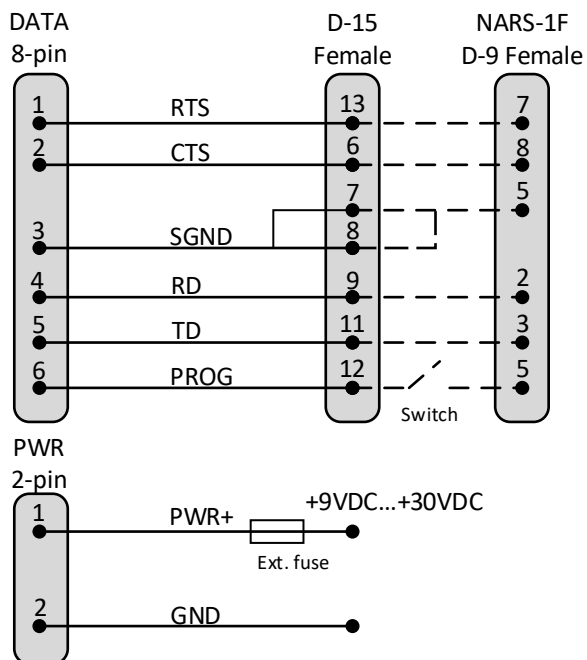 DATA
8-pin
D-15
Female
NARS-1F
D-9 Female
1 RTS 13 7
2 CTS 6 8
7 5
3 SGND 8
4 RD 9 2
5 TD 11 3
6 PROG 12 5
Switch
PWR
2-pin
1 PWR+ +9VDC...+30VDC
Ext. fuse
2 GND